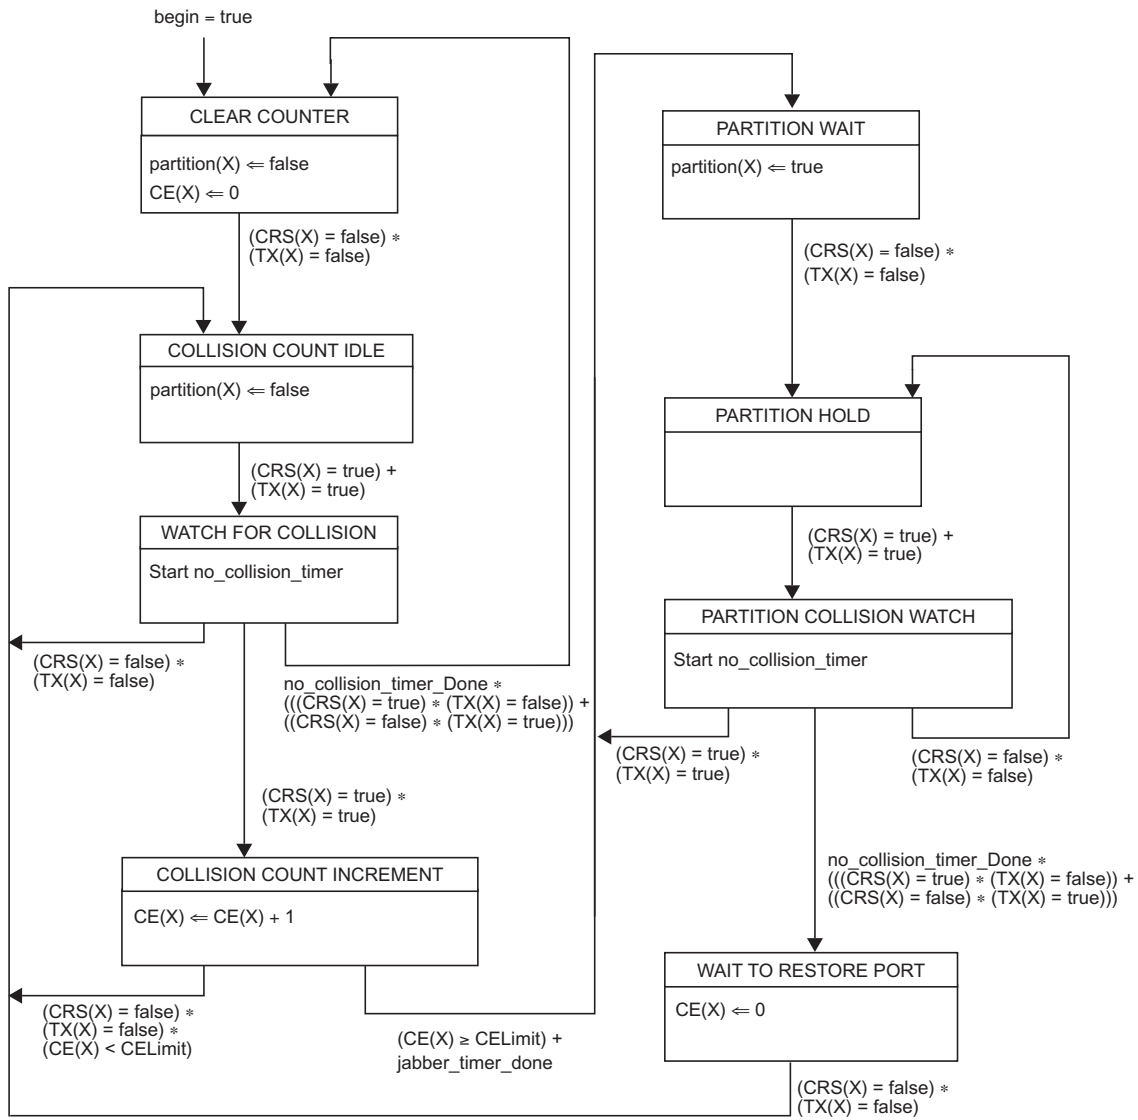 begin = true
CLEAR COUNTER
partition(X) ⇐ false
CE(X) ⇐ 0
(CRS(X) = false) *
(TX(X) = false)
COLLISION COUNT IDLE
partition(X) ⇐ false
(CRS(X) = true) +
(TX(X) = true)
WATCH FOR COLLISION
Start no_collision_timer
(CRS(X) = false) *
(TX(X) = false)
no_collision_timer_Done *
(((CRS(X) = true) * (TX(X) = false)) +
((CRS(X) = false) * (TX(X) = true)))
(CRS(X) = true) *
(TX(X) = true)
COLLISION COUNT INCREMENT
CE(X) ⇐ CE(X) + 1
(CRS(X) = false) *
(TX(X) = false) *
(CE(X) < CELimit)
(CE(X) ≥ CELimit) +
jabber_timer_done
PARTITION WAIT
partition(X) ⇐ true
(CRS(X) = false) *
(TX(X) = false)
PARTITION HOLD
(CRS(X) = true) +
(TX(X) = true)
PARTITION COLLISION WATCH
Start no_collision_timer
(CRS(X) = true) *
(TX(X) = true)
(CRS(X) = false) *
(TX(X) = false)
no_collision_timer_Done *
(((CRS(X) = true) * (TX(X) = false)) +
((CRS(X) = false) * (TX(X) = true)))
WAIT TO RESTORE PORT
CE(X) ⇐ 0
(CRS(X) = false) *
(TX(X) = false)